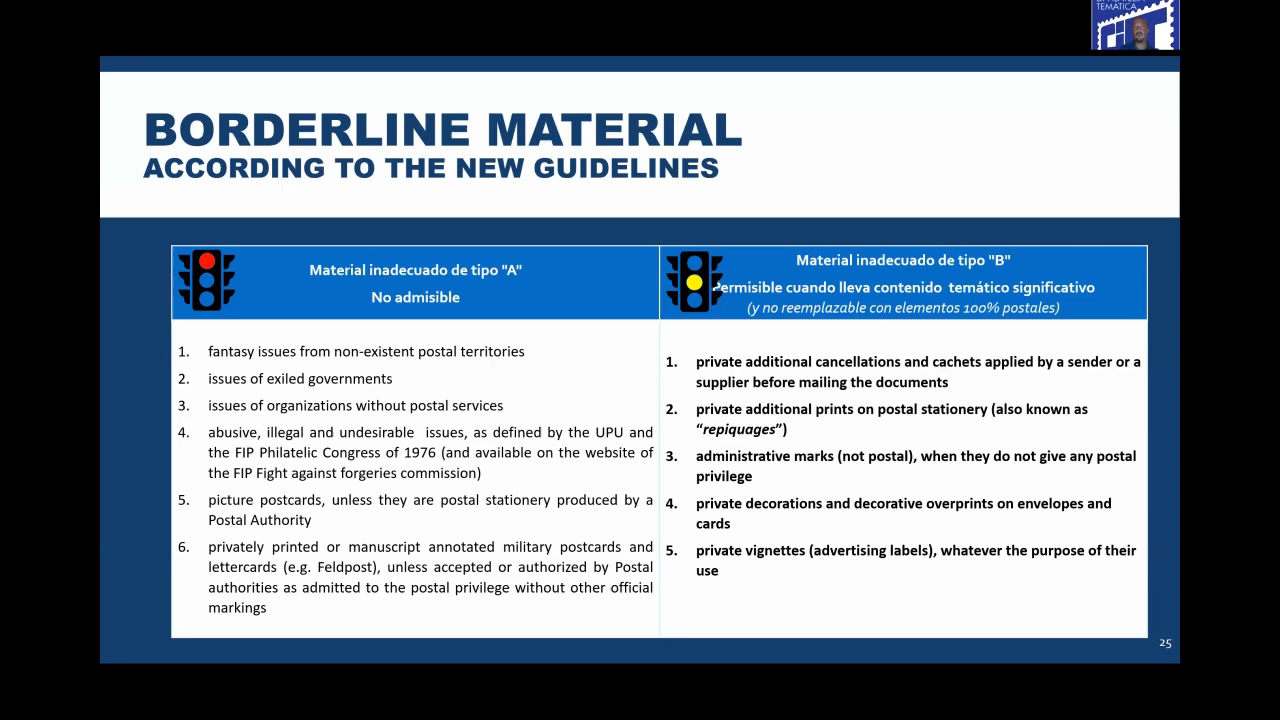 TEMATICA
BORDERLINE MATERIAL
ACCORDING TO THE NEW GUIDELINES
Material inadecuado de tipo "A"
No admisible
Material inadecuado de tipo "B"
Permisible cuando lleva contenido temático significativo
(y no reemplazable con elementos 100% postales)
1. fantasy issues from non-existent postal territories
2. issues of exiled governments
3. issues of organizations without postal services
4. abusive, illegal and undesirable issues, as defined by the UPU and
the FIP Philatelic Congress of 1976 (and available on the website of
the FIP Fight against forgeries commission)
5. picture postcards, unless they are postal stationery produced by a
Postal Authority
6. privately printed or manuscript annotated military postcards and
lettercards (e.g. Feldpost), unless accepted or authorized by Postal
authorities as admitted to the postal privilege without other official
markings
1. private additional cancellations and cachets applied by a sender or a
supplier before mailing the documents
2. private additional prints on postal stationery (also known as
“repiquages”)
3. administrative marks (not postal), when they do not give any postal
privilege
4. private decorations and decorative overprints on envelopes and
cards
5. private vignettes (advertising labels), whatever the purpose of their
use
25